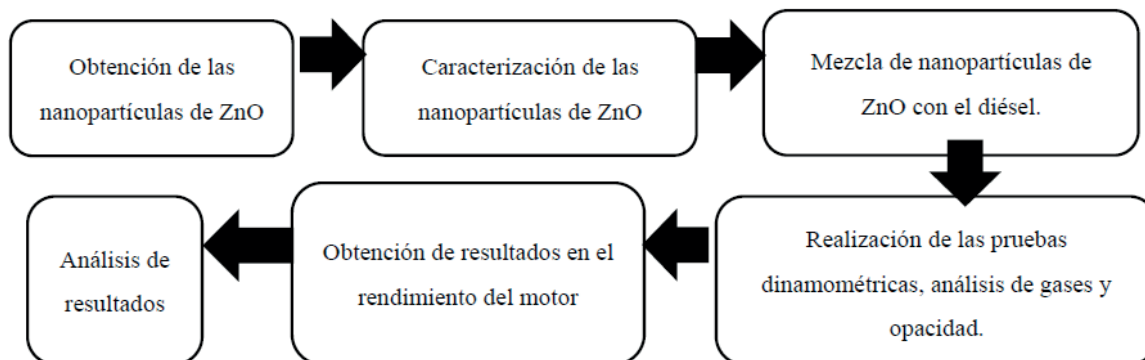 Obtención de las
nanopartículas de ZnO
Caracterización de las
nanopartículas de ZnO
Mezcla de nanopartículas de
ZnO con el diésel.
Realización de las pruebas
dinamométricas, análisis de gases y
opacidad.
Obtención de resultados en el
rendimiento del motor
Análisis de
resultados